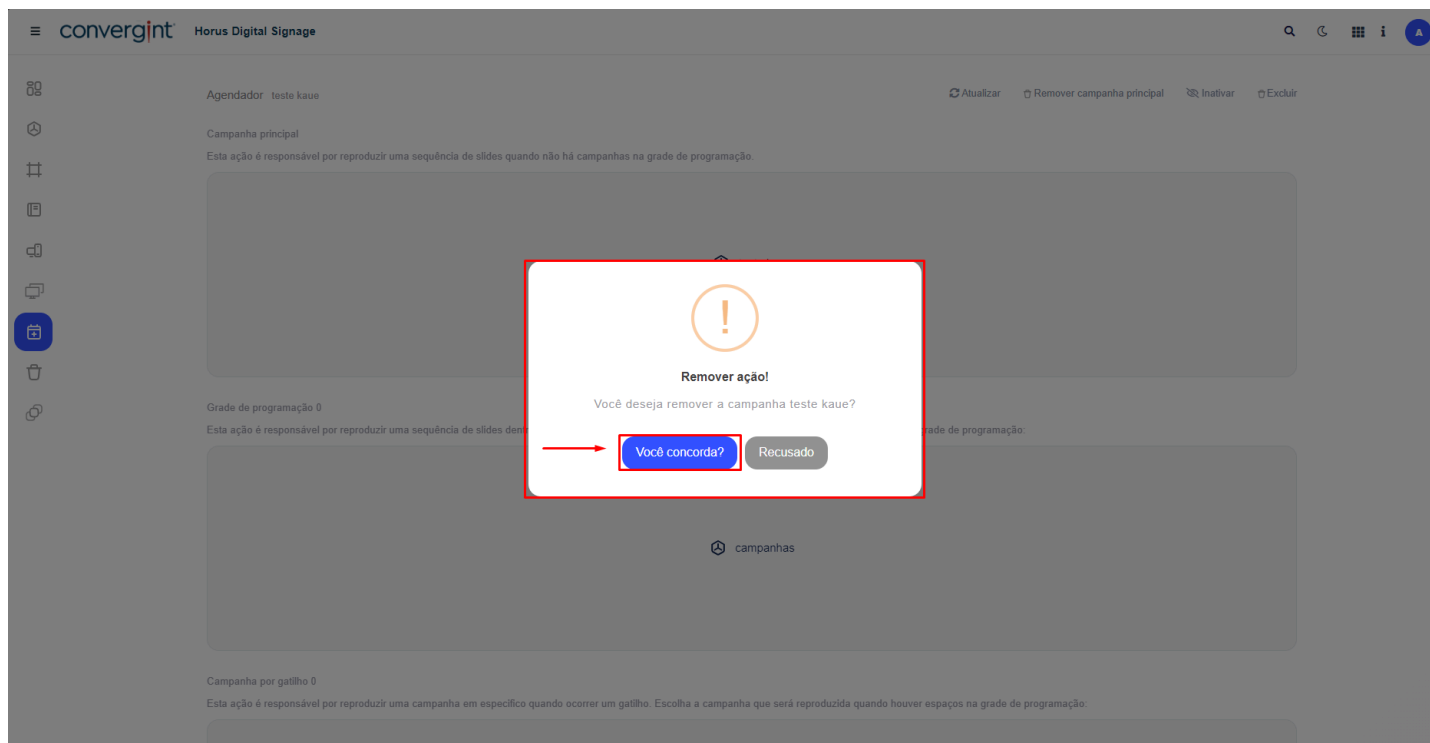 convergint Horus Digital Signage A
Agendador teste kaue Atualizar Remover campanha principal Inativar Excluir
Campanha principal
Esta ação é responsável por reproduzir uma sequência de slides quando não há campanhas na grade de programação.
!
Remover ação!
Você deseja remover a campanha teste kaue?
Você concorda? Recusado
Grade de programação 0
Esta ação é responsável por reproduzir uma sequência de slides de grade de programação:
campanhas
Campanha por gatilho 0
Esta ação é responsável por reproduzir uma campanha em específico quando ocorrer um gatilho. Escolha a campanha que será reproduzida quando houver espaços na grade de programação: